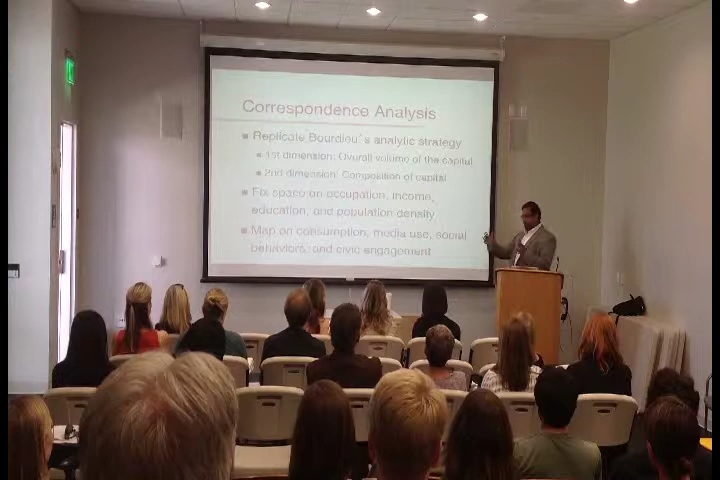 Correspondence Analysis
Replicate Bourdieu's analytic strategy
1st dimension: Overall volume of the capital
2nd dimension: Composition of capital
Fix space on occupation, income,
education, and population density
Map on consumption, media use, social
behaviors, and civic engagement